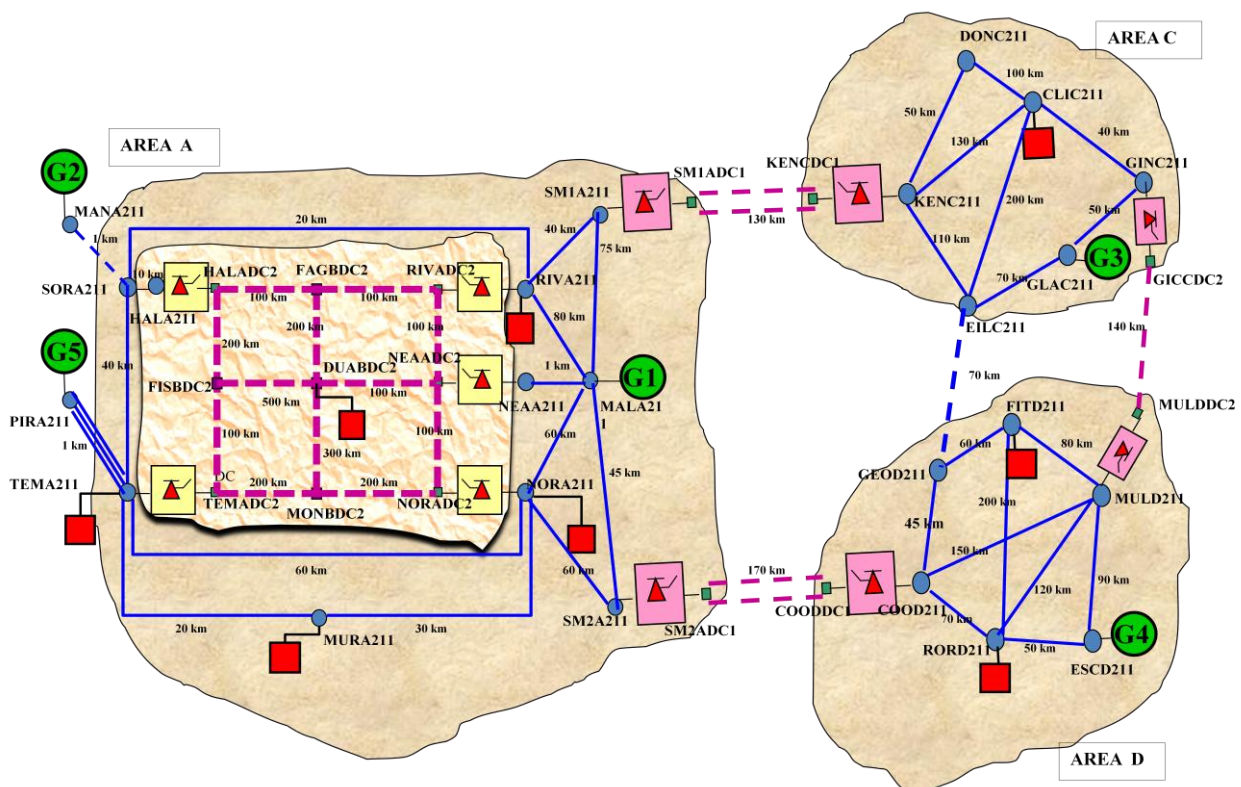 DONC211
AREA C
100 km
CLIC211
AREA A
50 km
130 km
40 km
G2
KENCDC1
GINC211
SM1ADC1
SM1A211
MANA211
20 km
KENC211
200 km
50 km
130 km
1 km
40 km
75 km
110 km
G3
10 km
HALADC2
FAGBDC2
RIVADC2
70 km
GLAC211
GICCDC2
SORA211
100 km
100 km
RIVA211
HALA211
EILC211
200 km
100 km
80 km
140 km
G5
200 km
NEAADC2
1 km
40 km
DUABDC2
G1
FISBDC2
100 km
70 km
500 km
NEAA211
MALA21
1
FITD211
MULDDC2
PIRA211
60 km
1 km
100 km
300 km
100 km
60 km
80 km
45 km
GEOD211
DC
TEMA211
200 km
200 km
NORA211
200 km
MULD211
TEMADC2
MONBDC2
NORADC2
45 km
150 km
60 km
60 km
170 km
90 km
120 km
COODDC1
COOD211
SM2A211
SM2ADC1
70 km
20 km
30 km
MURA211
RORD211
50 km
G4
ESCD211
AREA D